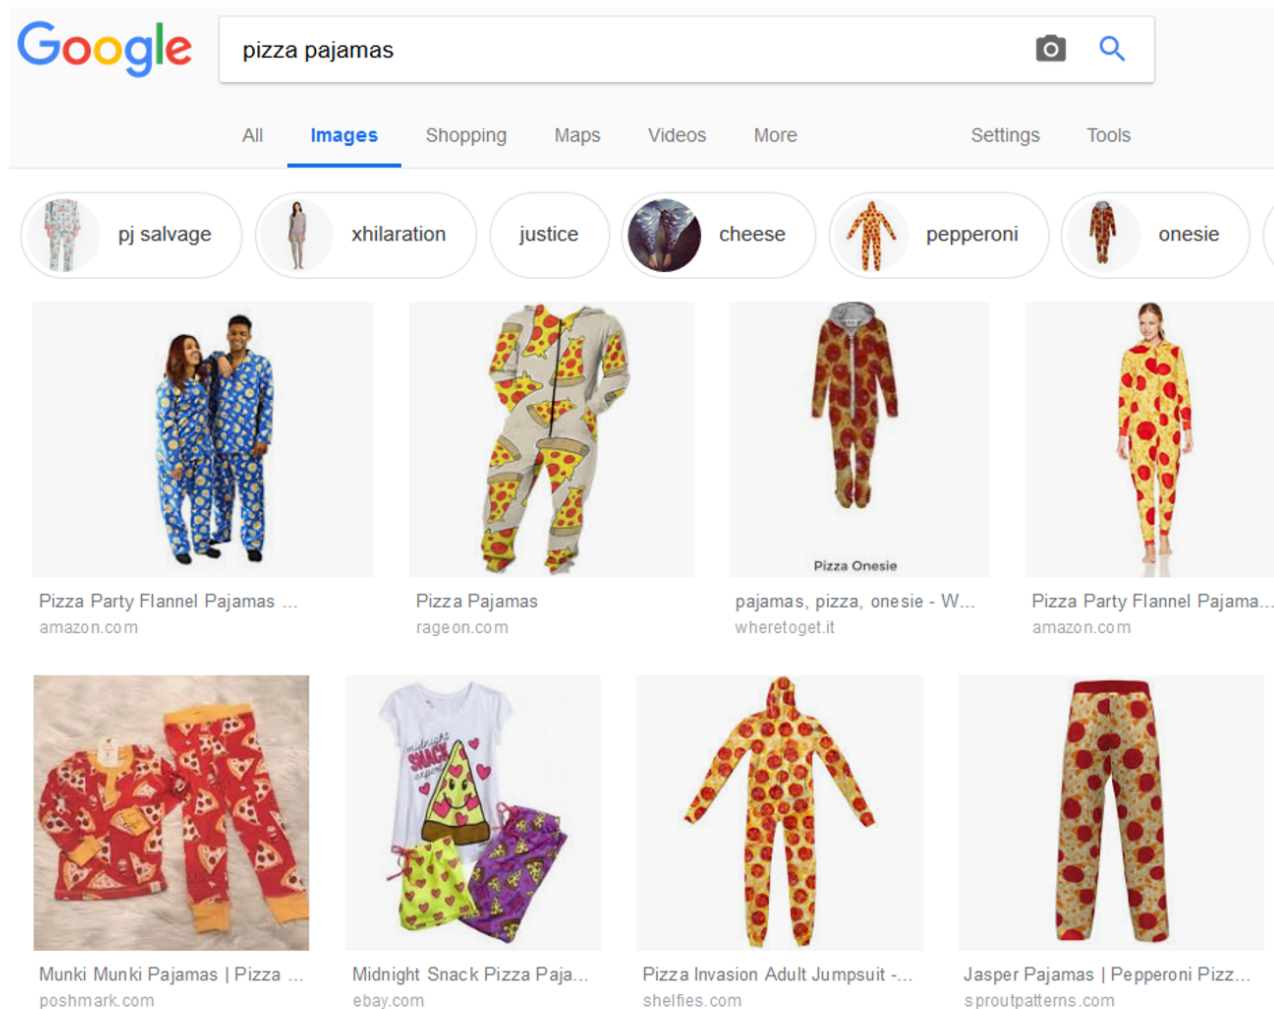 Google
pizza pajamas
All Images Shopping Maps Videos More Settings Tools
pj salvage xhilaration justice cheese pepperoni onesie
Pizza Onesie
Pizza Party Flannel Pajamas ... Pizza Pajamas pajamas, pizza, onesie - W... Pizza Party Flannel Pajama...
amazon.com rageon.com wheretoget.it amazon.com
midnight
SNACK
expert
Munki Munki Pajamas | Pizza ... Midnight Snack Pizza Paja... Pizza Invasion Adult Jumpsuit -... Jasper Pajamas | Pepperoni Pizz...
poshmark.com ebay.com shelfies.com sproutpatterns.com